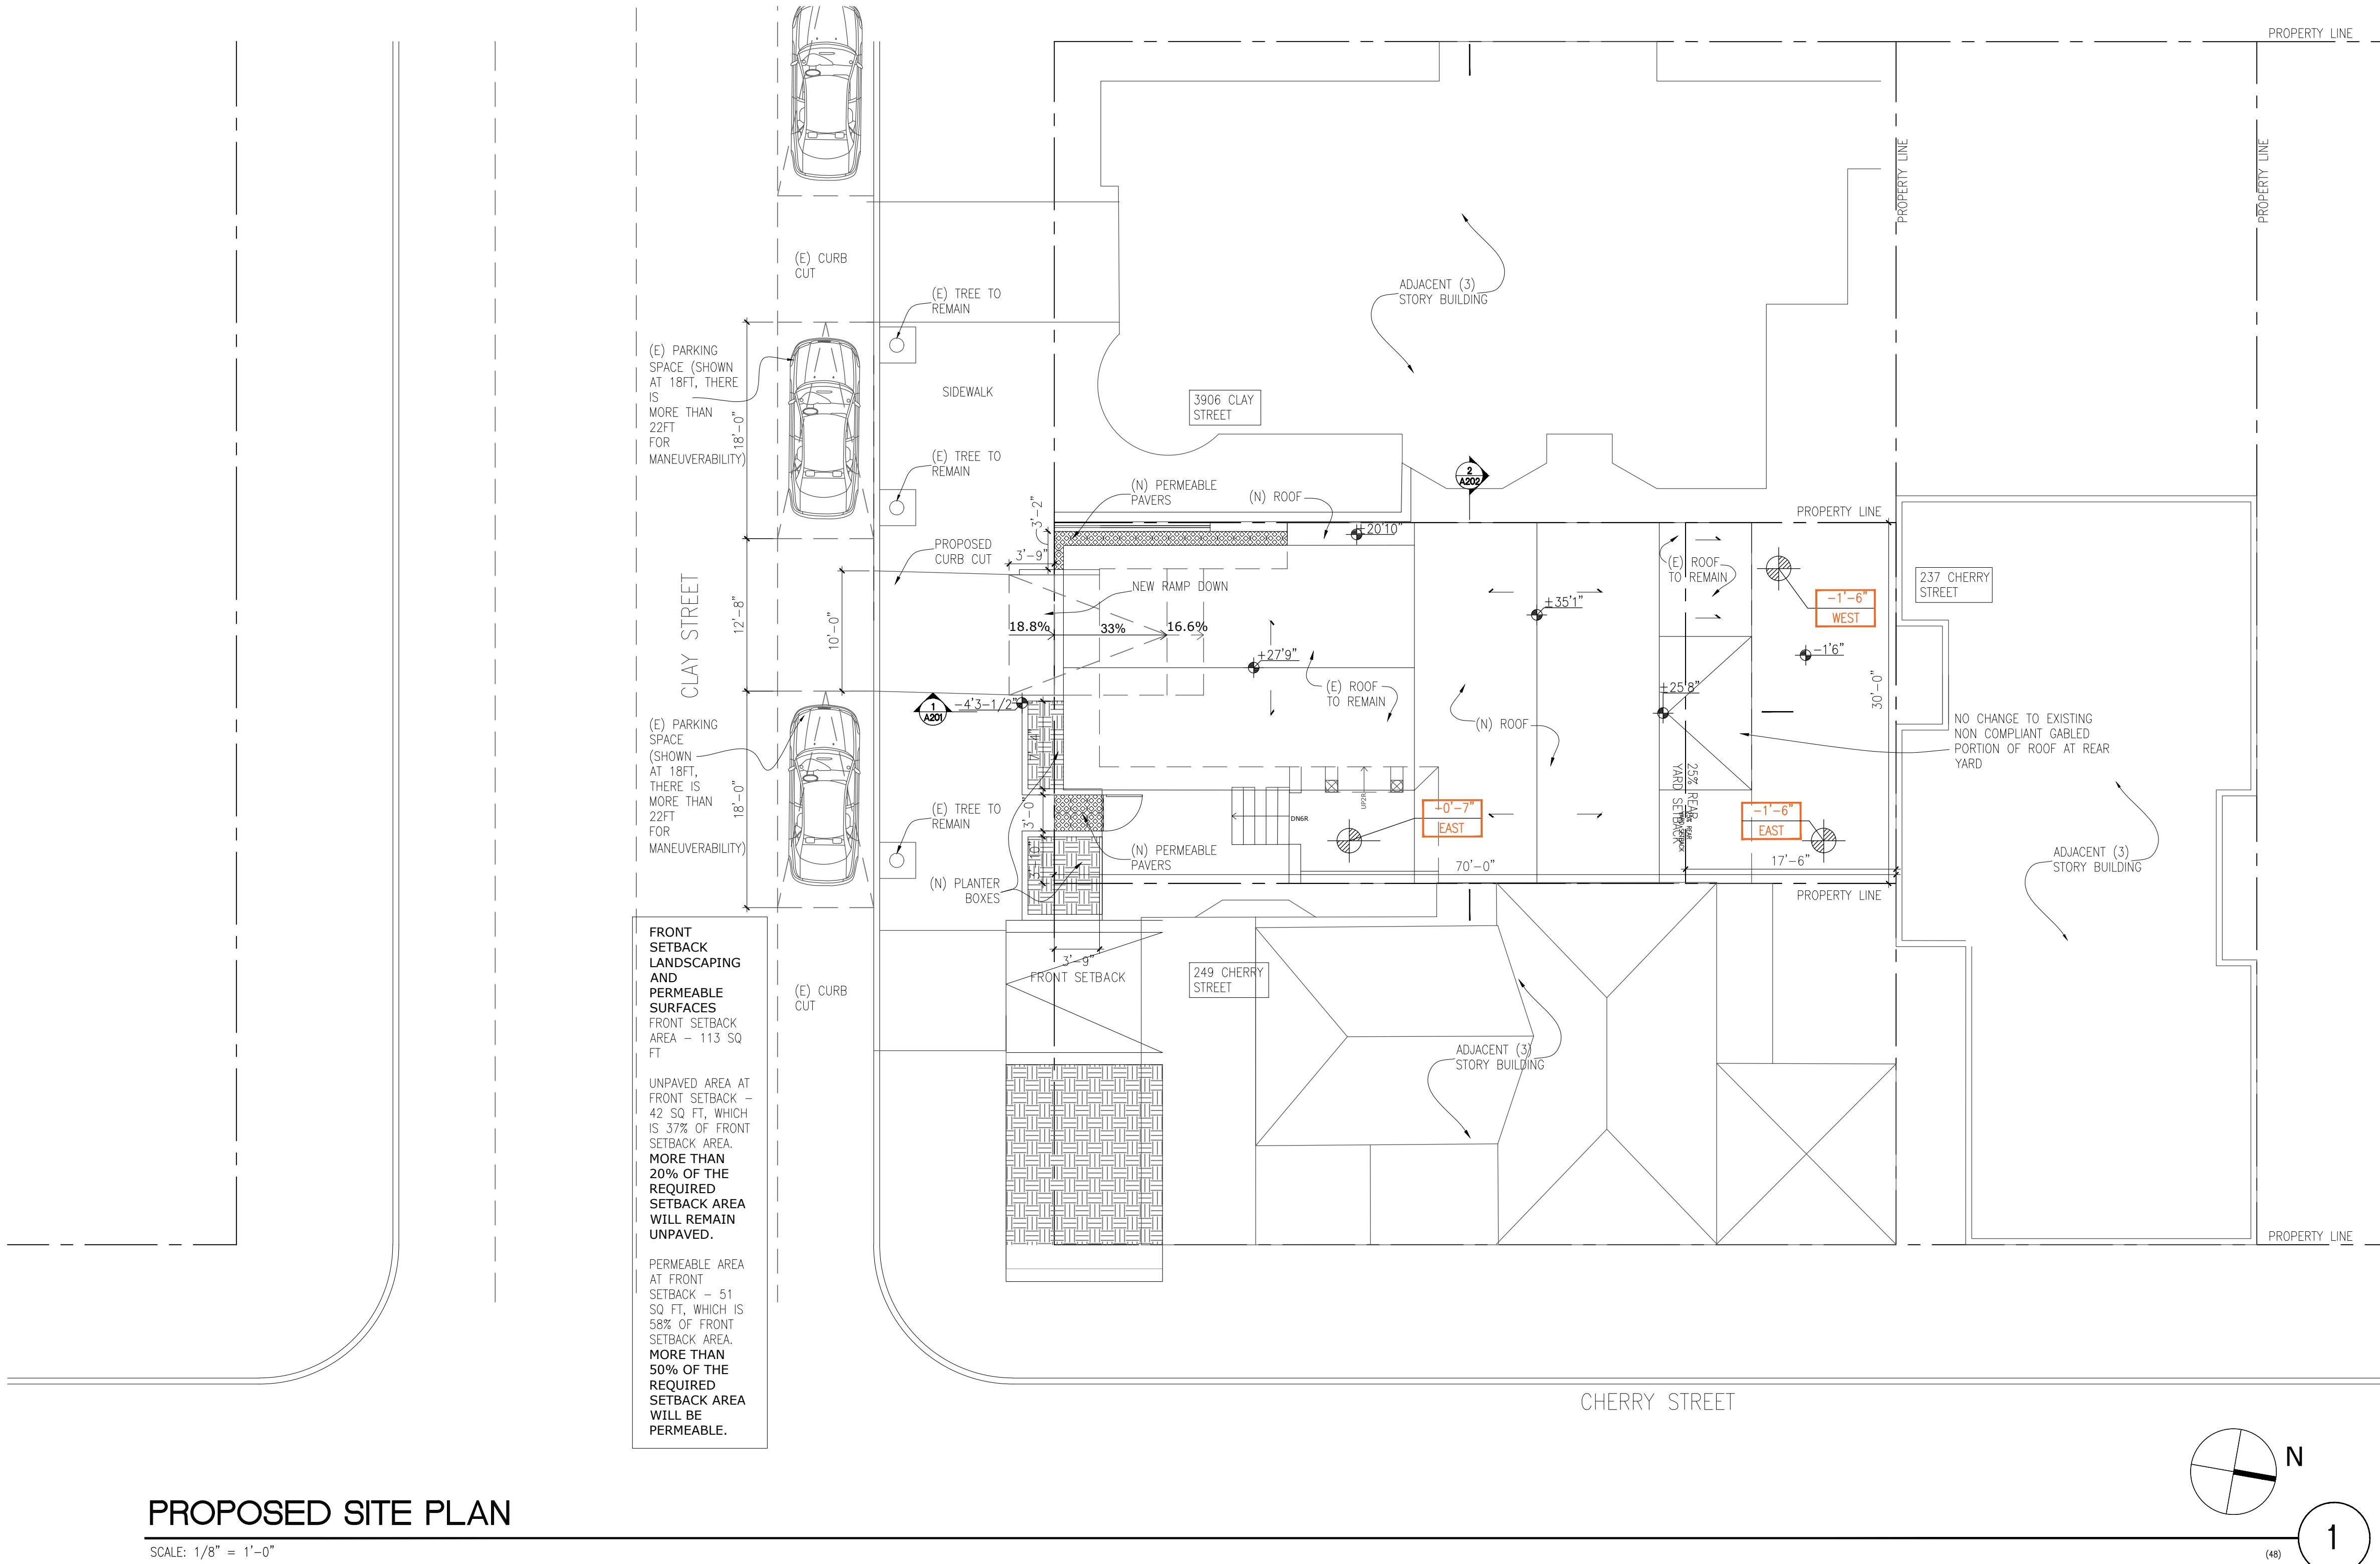 PROPERTY LINE
PROPERTY LINE
PROPERTY LINE
(E) CURB
CUT
(E) TREE TO
REMAIN
ADJACENT (3)
STORY BUILDING
(E) PARKING
SPACE (SHOWN
AT 18FT, THERE
IS
MORE THAN
22FT
FOR
MANEUVERABILITY)
18'-0"
SIDEWALK
3906 CLAY
STREET
(E) TREE TO
REMAIN
2
A202
(N) PERMEABLE
PAVERS
(N) ROOF
3'-2"
PROPERTY LINE
+20'10"
PROPOSED
CURB CUT
3'-9"
(E) ROOF
TO REMAIN
NEW RAMP DOWN
237 CHERRY
STREET
CLAY STREET
12'-8"
10'-0"
-1'-6"
WEST
+35'1"
18.8%
33%
16.6%
-1'6"
+27'9"
(E) ROOF
TO REMAIN
+25'8"
30'-0"
1
A201
-4'3-1/2"
(N) ROOF
NO CHANGE TO EXISTING
NON COMPLIANT GABLED
PORTION OF ROOF AT REAR
YARD
(E) PARKING
SPACE
(SHOWN
AT 18FT,
THERE IS
MORE THAN
22FT
FOR
MANEUVERABILITY)
18'-0"
7'-4"
25% REAR
YARD SETBACK
UP2R
DN6R
3'-0"
-0'-7"
EAST
-1'-6"
EAST
(E) TREE TO
REMAIN
3'-10"
(N) PERMEABLE
PAVERS
70'-0"
17'-6"
ADJACENT (3)
STORY BUILDING
(N) PLANTER
BOXES
PROPERTY LINE
FRONT
SETBACK
LANDSCAPING
AND
PERMEABLE
SURFACES
FRONT SETBACK
AREA - 113 SQ
FT
UNPAVED AREA AT
FRONT SETBACK -
42 SQ FT, WHICH
IS 37% OF FRONT
SETBACK AREA.
MORE THAN
20% OF THE
REQUIRED
SETBACK AREA
WILL REMAIN
UNPAVED.
PERMEABLE AREA
AT FRONT
SETBACK - 51
SQ FT, WHICH IS
58% OF FRONT
SETBACK AREA.
MORE THAN
50% OF THE
REQUIRED
SETBACK AREA
WILL BE
PERMEABLE.
(E) CURB
CUT
3'-9"
FRONT SETBACK
249 CHERRY
STREET
ADJACENT (3)
STORY BUILDING
PROPERTY LINE
CHERRY STREET
N
PROPOSED SITE PLAN
SCALE: 1/8" = 1'-0"
(48)
1